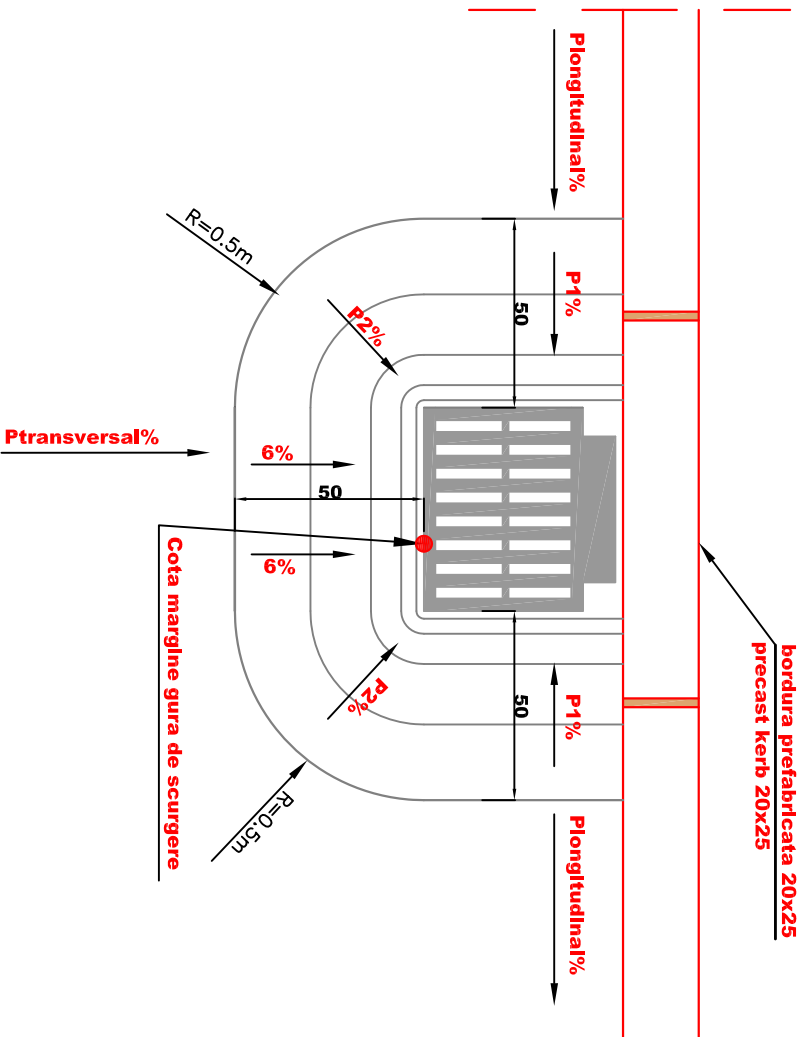 Plongitudinal%
R=0.5m
P1%
50
P2%
Ptransversal%
6%
50
6%
Cota margine gura de scurgere
bordura prefabricata 20x25
precast kerb 20x25
P2%
50
P1%
R=0.5m
Plongitudinal%